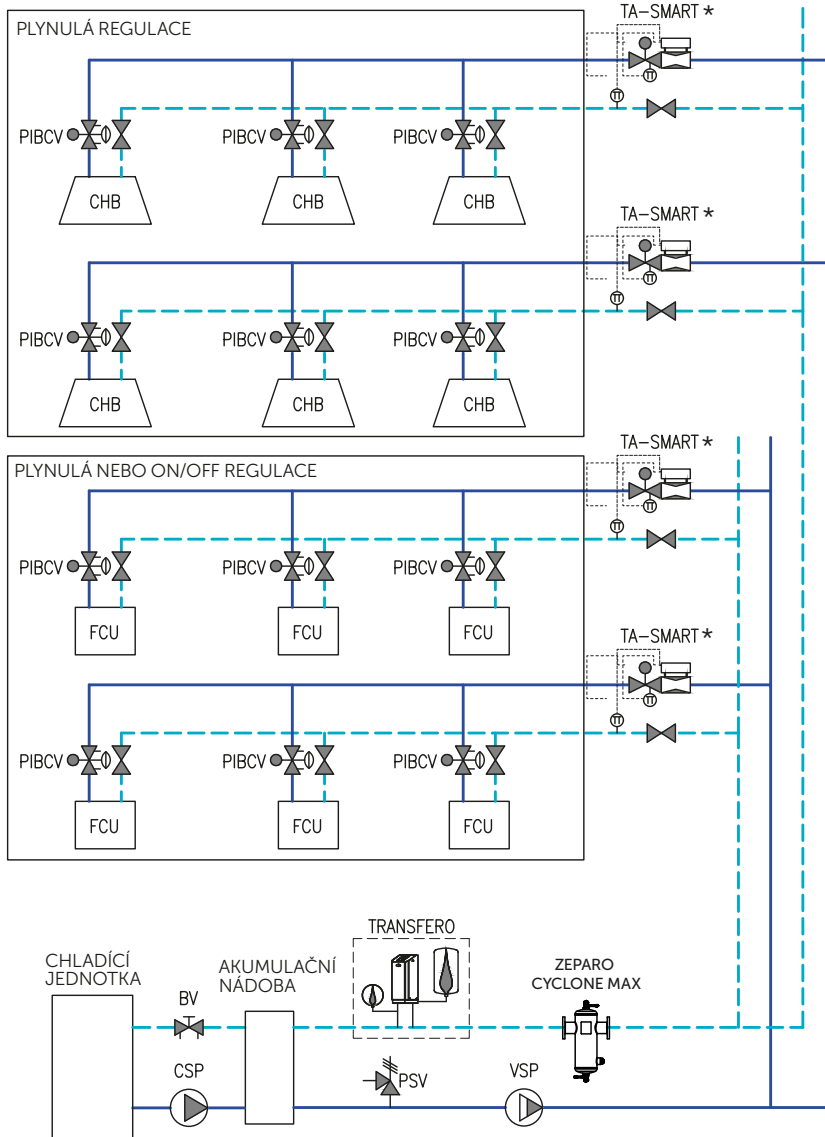 TA-SMART *
PLYNULÁ REGULACE
PIBCV PIBCV PIBCV
CHB CHB CHB
TA-SMART *
PIBCV PIBCV PIBCV
CHB CHB CHB
TA-SMART *
PLYNULÁ NEBO ON/OFF REGULACE
PIBCV PIBCV PIBCV
FCU FCU FCU
TA-SMART *
PIBCV PIBCV PIBCV
FCU FCU FCU
TRANSFERO
CHLADÍCÍ
JEDNOTKA
BV
AKUMULAČNÍ
NÁDOBA
ZEPARO
CYCLONE MAX
CSP
PSV
VSP